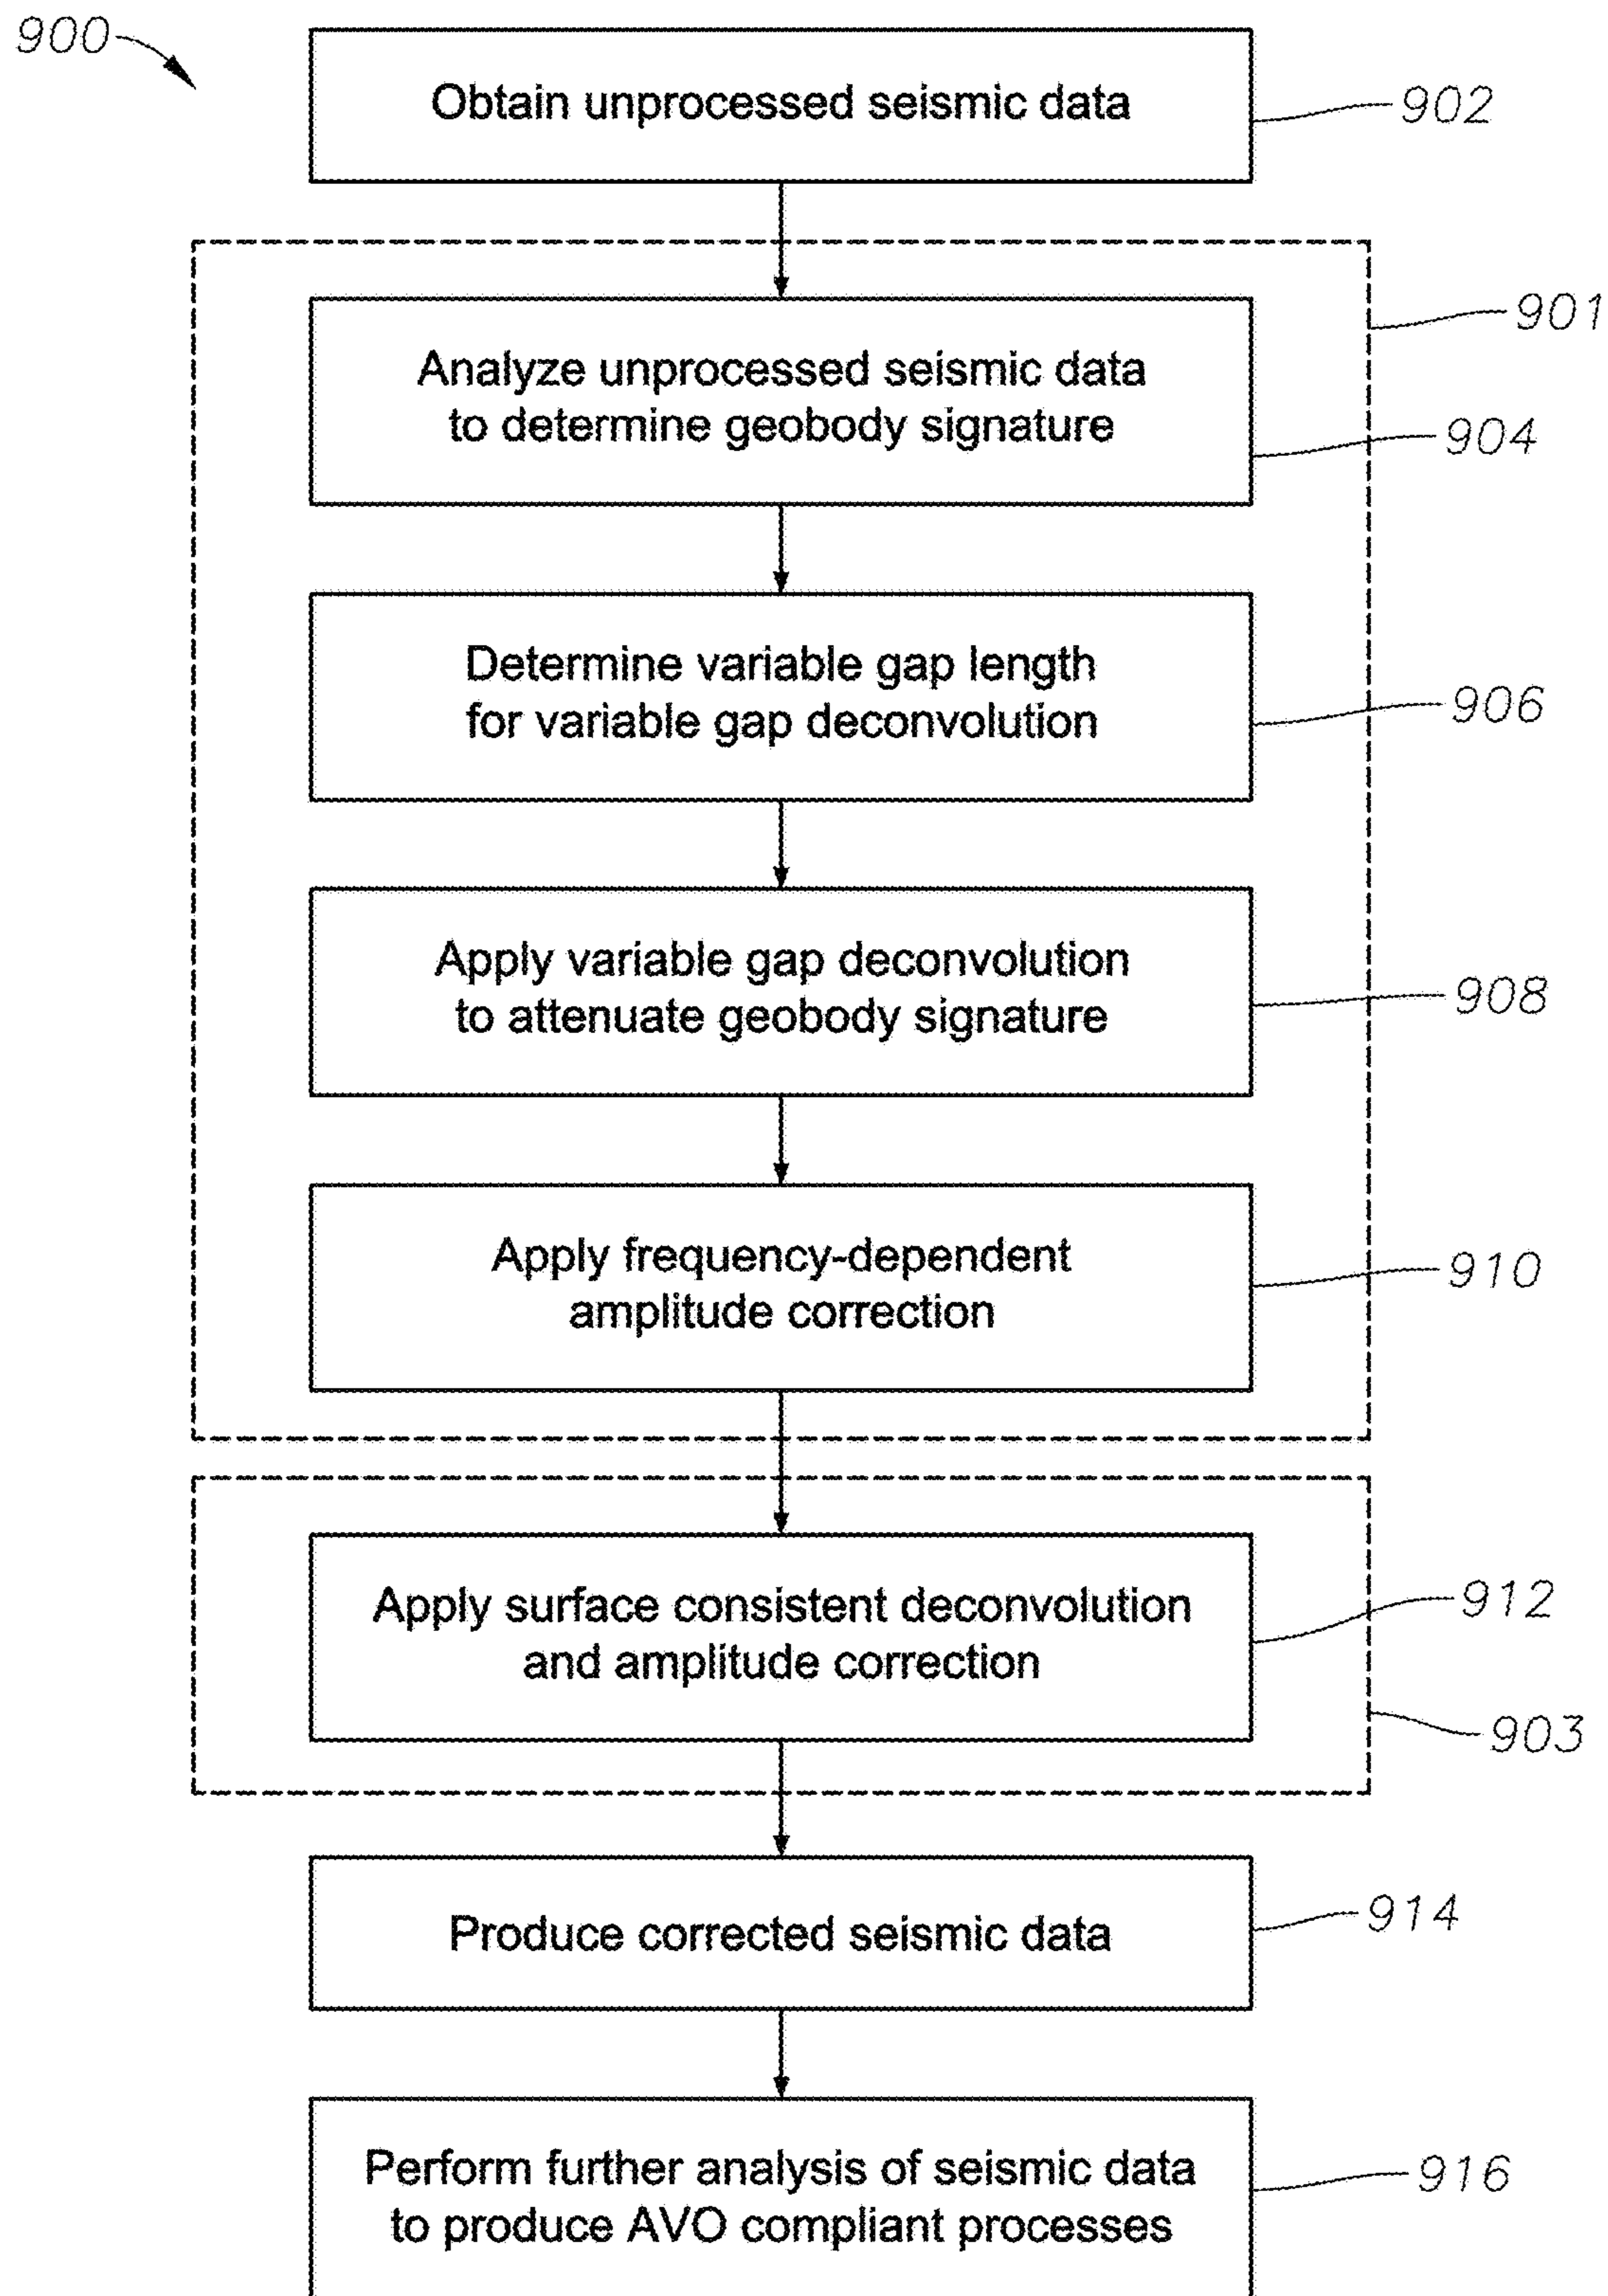 900
Obtain unprocessed seismic data
902
901
Analyze unprocessed seismic data
to determine geobody signature
904
Determine variable gap length
for variable gap deconvolution
906
Apply variable gap deconvolution
to attenuate geobody signature
908
Apply frequency-dependent
amplitude correction
910
Apply surface consistent deconvolution
and amplitude correction
912
903
Produce corrected seismic data
914
Perform further analysis of seismic data
to produce AVO compliant processes
916